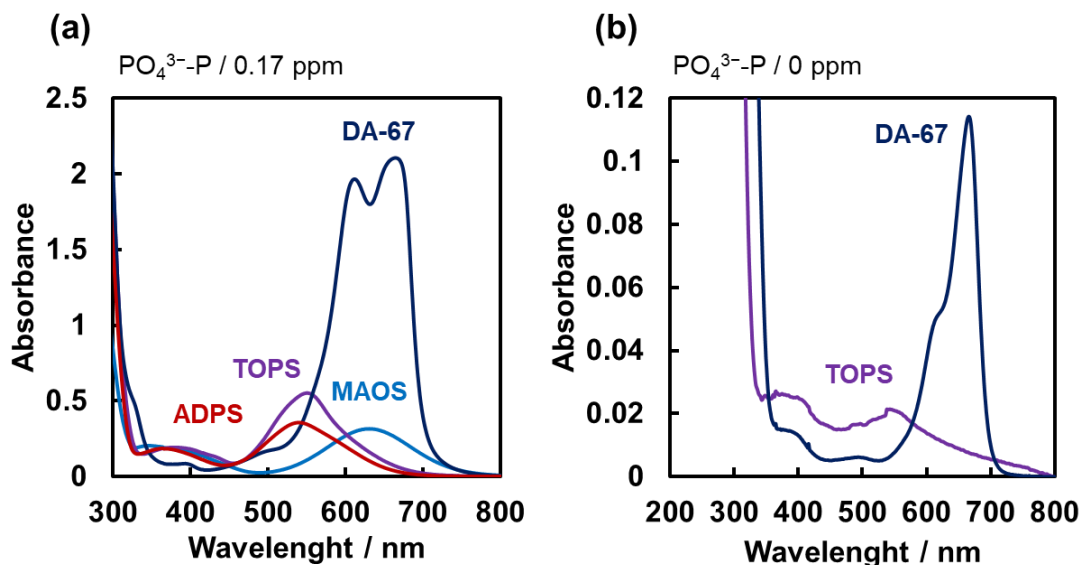 (a)
PO₄³⁻-P / 0.17 ppm
2.5
2
1.5
1
0.5
0
Absorbance
DA-67
TOPS
MAOS
ADPS
300 400 500 600 700 800
Wavelenght / nm
(b)
PO₄³⁻-P / 0 ppm
0.12
0.1
0.08
0.06
0.04
0.02
0
Absorbance
DA-67
TOPS
200 300 400 500 600 700 800
Wavelenght / nm